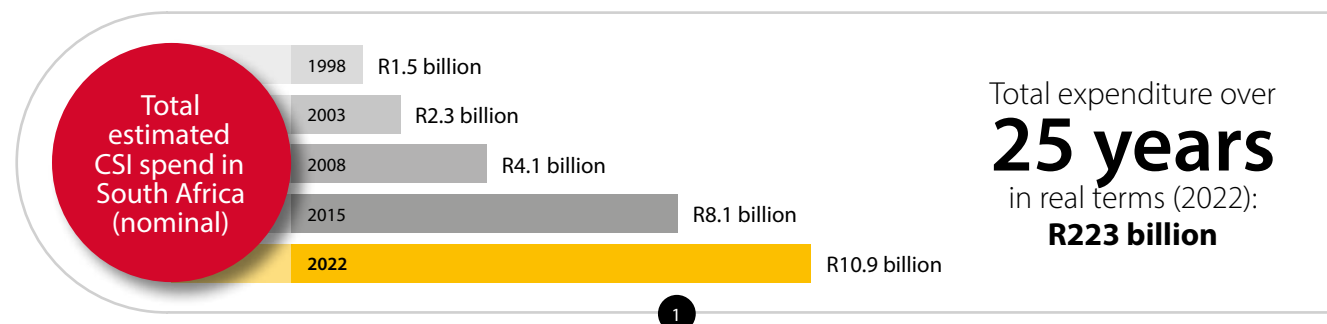 Total
estimated
CSI spend in
South Africa
(nominal)
1998 R1.5 billion
2003 R2.3 billion
2008 R4.1 billion
2015 R8.1 billion
2022 R10.9 billion
Total expenditure over
25 years
in real terms (2022):
R223 billion
1